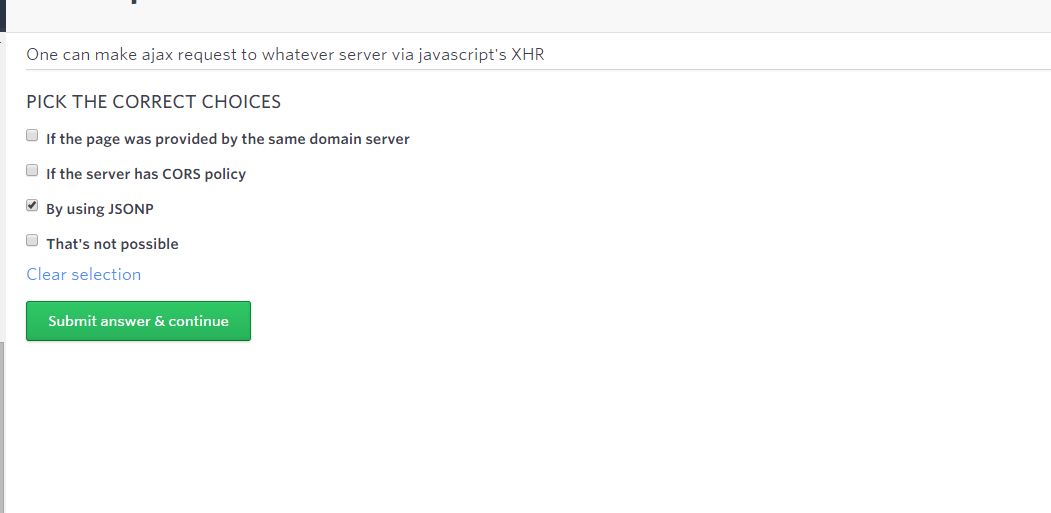 One can make ajax request to whatever server via javascript's XHR
PICK THE CORRECT CHOICES
If the page was provided by the same domain server
If the server has CORS policy
By using JSONP
That's not possible
Clear selection
Submit answer & continue